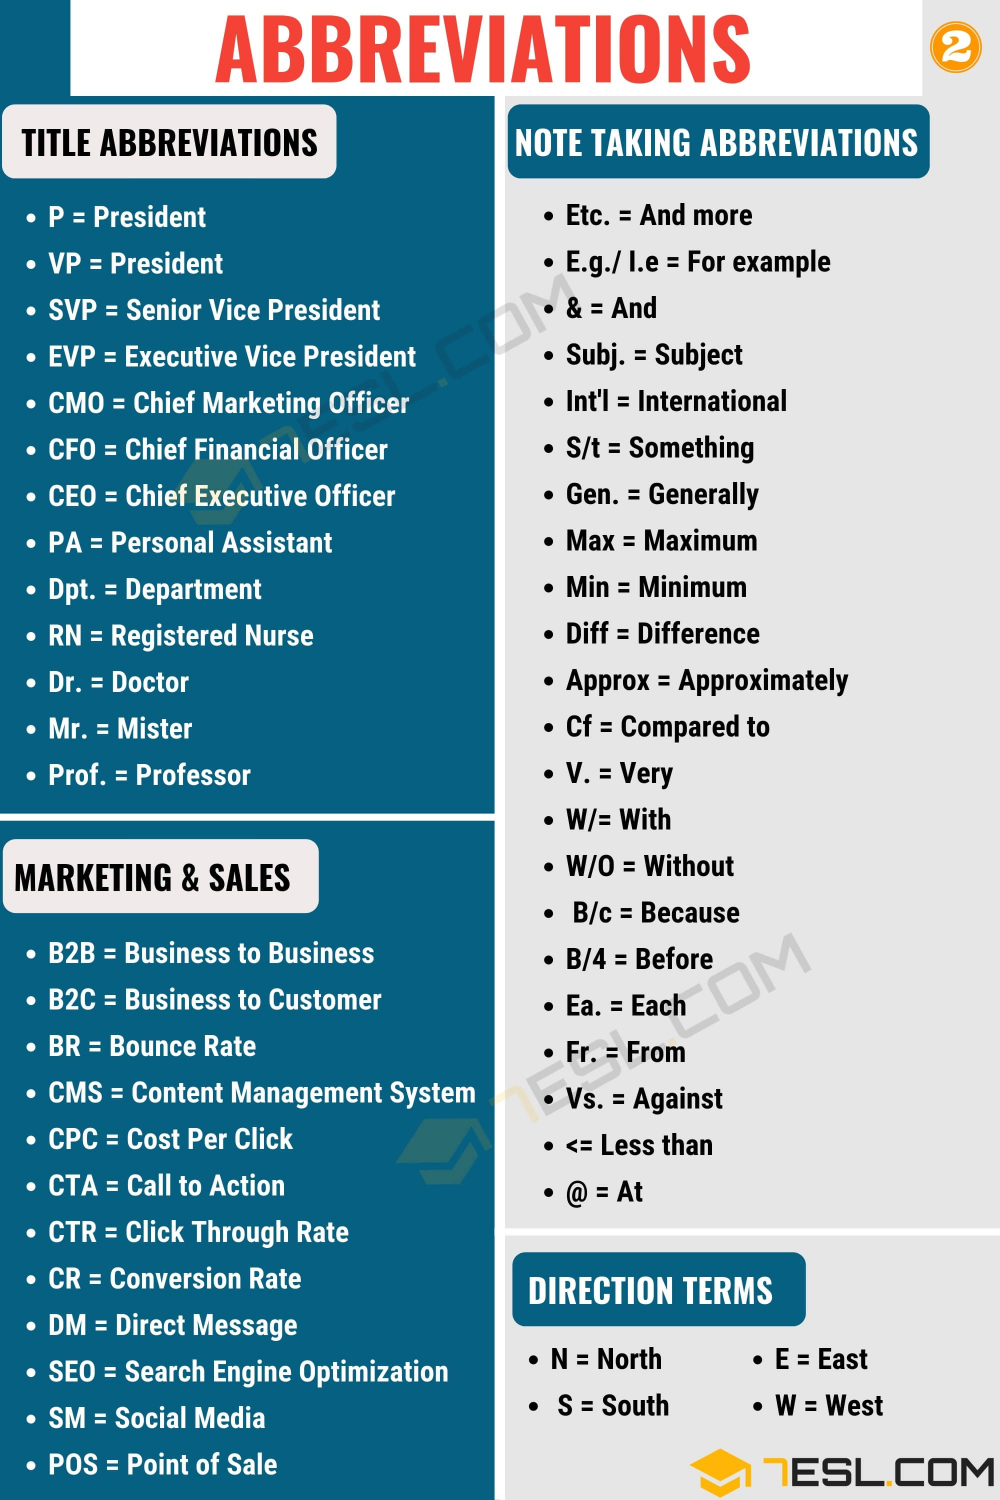 ABBREVIATIONS
2
TITLE ABBREVIATIONS
• P = President
• VP = President
• SVP = Senior Vice President
• EVP = Executive Vice President
• CMO = Chief Marketing Officer
• CFO = Chief Financial Officer
• CEO = Chief Executive Officer
• PA = Personal Assistant
• Dpt. = Department
• RN = Registered Nurse
• Dr. = Doctor
• Mr. = Mister
• Prof. = Professor
MARKETING & SALES
• B2B = Business to Business
• B2C = Business to Customer
• BR = Bounce Rate
• CMS = Content Management System
• CPC = Cost Per Click
• CTA = Call to Action
• CTR = Click Through Rate
• CR = Conversion Rate
• DM = Direct Message
• SEO = Search Engine Optimization
• SM = Social Media
• POS = Point of Sale
NOTE TAKING ABBREVIATIONS
• Etc. = And more
• E.g./ I.e = For example
• & = And
• Subj. = Subject
• Int'l = International
• S/t = Something
• Gen. = Generally
• Max = Maximum
• Min = Minimum
• Diff = Difference
• Approx = Approximately
• Cf = Compared to
• V. = Very
• W/= With
• W/O = Without
• B/c = Because
• B/4 = Before
• Ea. = Each
• Fr. = From
• Vs. = Against
• <= Less than
• @ = At
DIRECTION TERMS
• N = North
• E = East
• S = South
• W = West
7ESL.COM
7ESL.COM
7ESL.COM